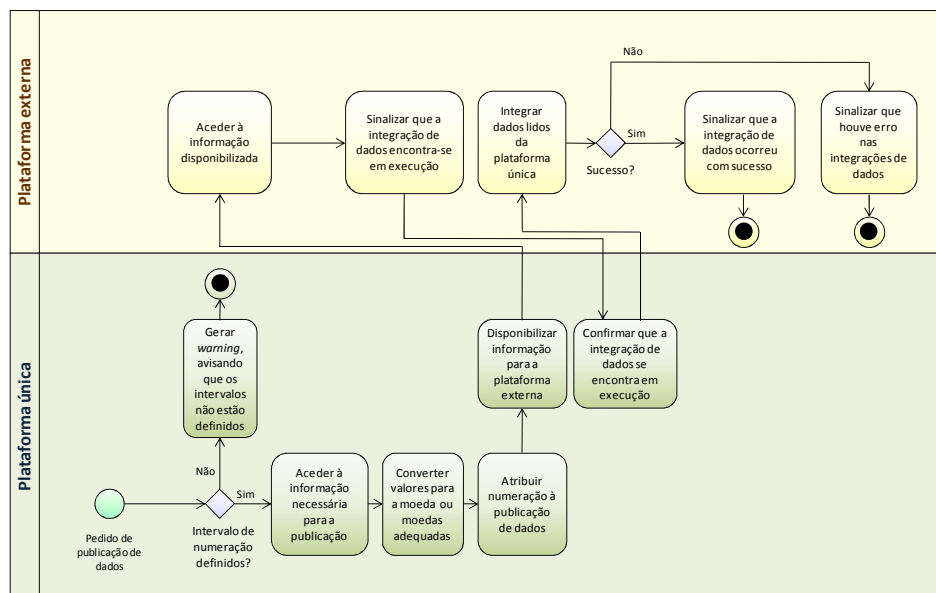 Plataforma externa
Não
Aceder à
informação
disponibilizada
Sinalizar que a
integração de
dados encontra-se
em execução
Integrar
dados lidos
da
plataforma
única
Sim
Sucesso?
Sinalizar que a
integração de
dados ocorreu
com sucesso
Sinalizar que
houve erro
nas
integrações de
dados
Plataforma única
Gerar
warning,
avisando
que os
intervalos
não estão
definidos
Disponibilizar
informação
para a
plataforma
externa
Confirmar que a
integração de
dados se
encontra em
execução
Não
Sim
Pedido de
publicação de
dados
Intervalo de
numeração
definidos?
Aceder à
informação
necessária
para a
publicação
Converter
valores para
a moeda ou
moedas
adequadas
Atribuir
numeração à
publicação
de dados